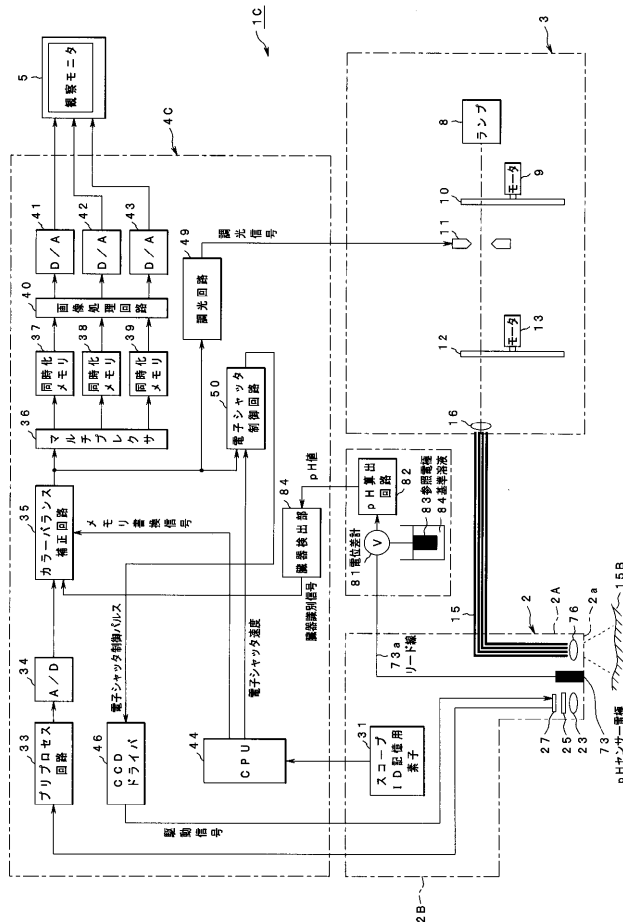 1C
5
観察モニタ
4C
41
D/A
42
D/A
43
D/A
40
画像処理回路
37
同時化
メモリ
38
同時化
メモリ
39
同時化
メモリ
36
マルチプレクサ
49
調光回路
調光信号
50
電子シャッタ
制御回路
35
カラーバランス
補正回路
メモリ書換信号
84
臓器検出部
臓器識別信号
pH値
34
A/D
33
プリプロセス
回路
電子シャッタ制御パルス
46
CCD
ドライバ
電子シャッタ速度
44
CPU
駆動信号
31
スコープ
ID記憶用
素子
3
8
ランプ
モータ
9
10
11
12
モータ
13
16
15
pH算出
回路
82
83参照電極
84基準溶液
V
81電位差計
73a
リード線
2
2A
2a
76
15B
27
25
23
73
pHセンサー電極
2B